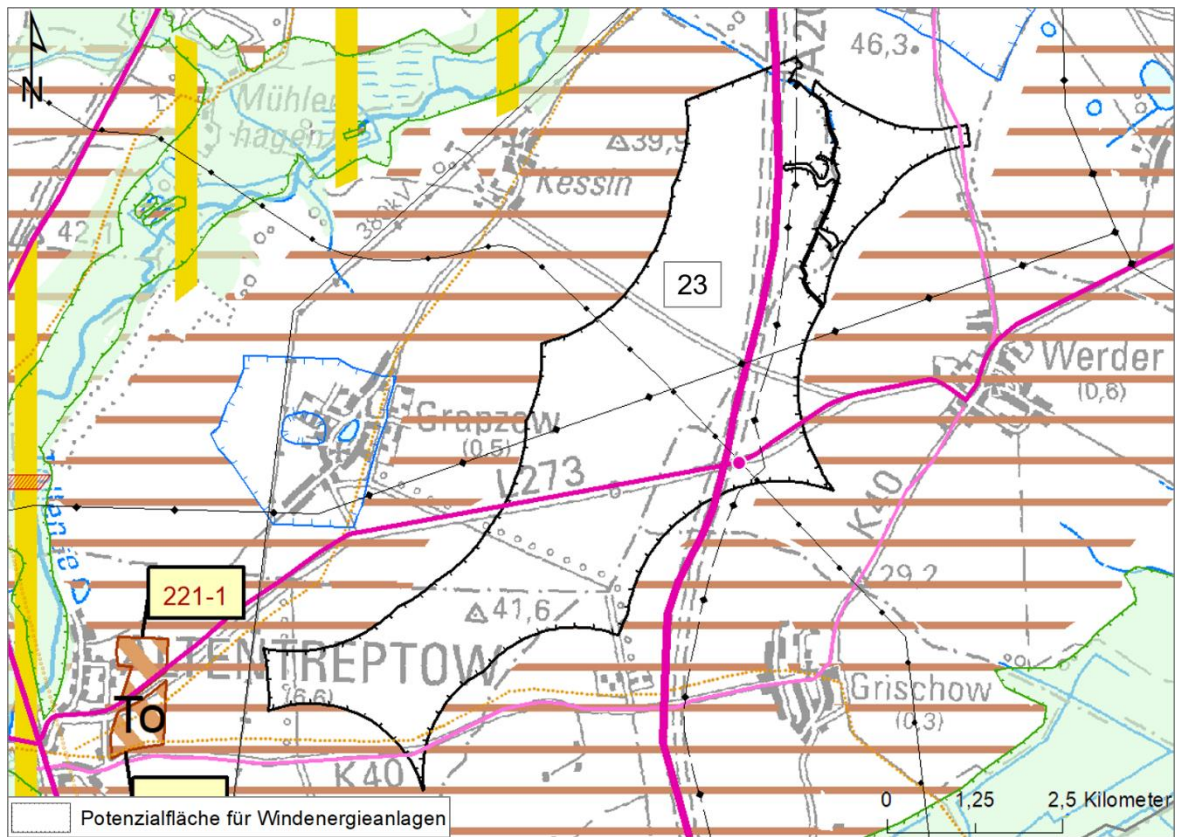 46,3
A20
N
Mühlen
hagen
39,9
Kessin
380kV
42,1
23
Werder
(0,6)
Grapzow
(0,5)
L273
K40
29,2
221-1
41,6
TENTREPTOW
(6,6)
Grischow
(0,3)
To
K40
0 1,25 2,5 Kilometer
Potenzialfläche für Windenergieanlagen